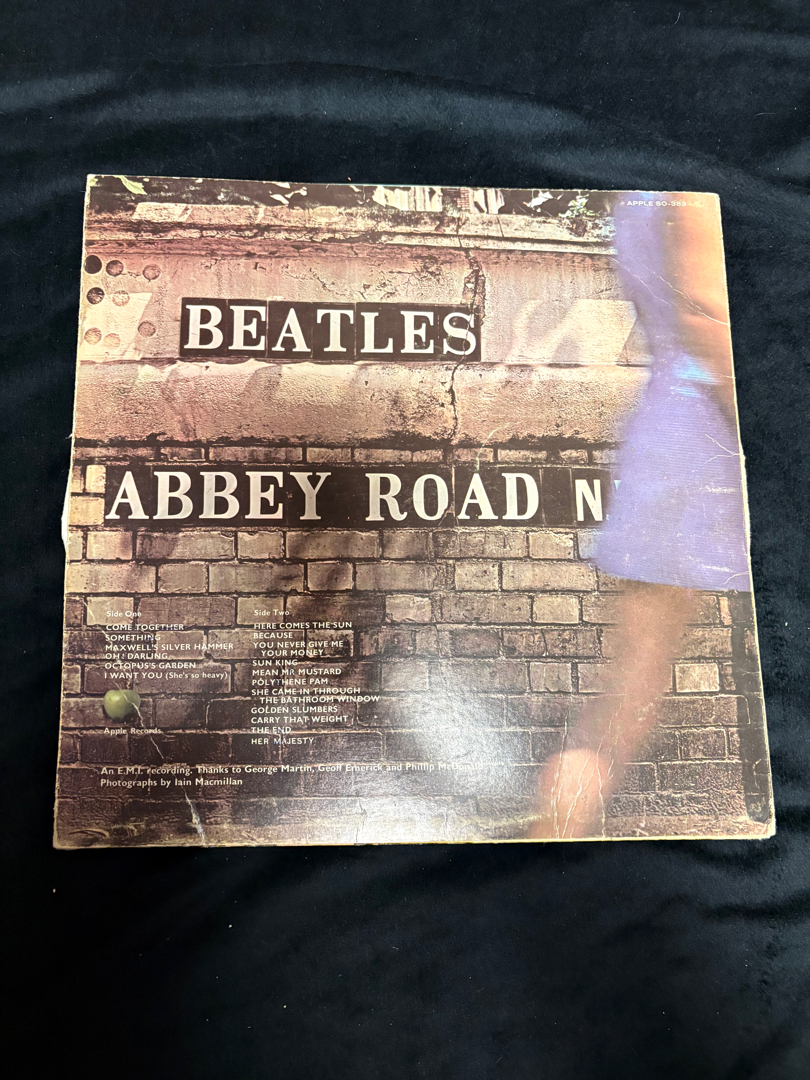 APPLE SO-383
BEATLES
ABBEY ROAD N
Side One
COME TOGETHER
SOMETHING
MAXWELL'S SILVER HAMMER
OH! DARLING
OCTOPUS'S GARDEN
I WANT YOU (She's so heavy)
Apple Records
Side Two
HERE COMES THE SUN
BECAUSE
YOU NEVER GIVE ME
YOUR MONEY
SUN KING
MEAN MR MUSTARD
POLYTHENE PAM
SHE CAME IN THROUGH
THE BATHROOM WINDOW
GOLDEN SLUMBERS
CARRY THAT WEIGHT
THE END
HER MAJESTY
An E.M.I. recording. Thanks to George Martin, Geoff Emerick and Phillip McDonald
Photographs by Iain Macmillan